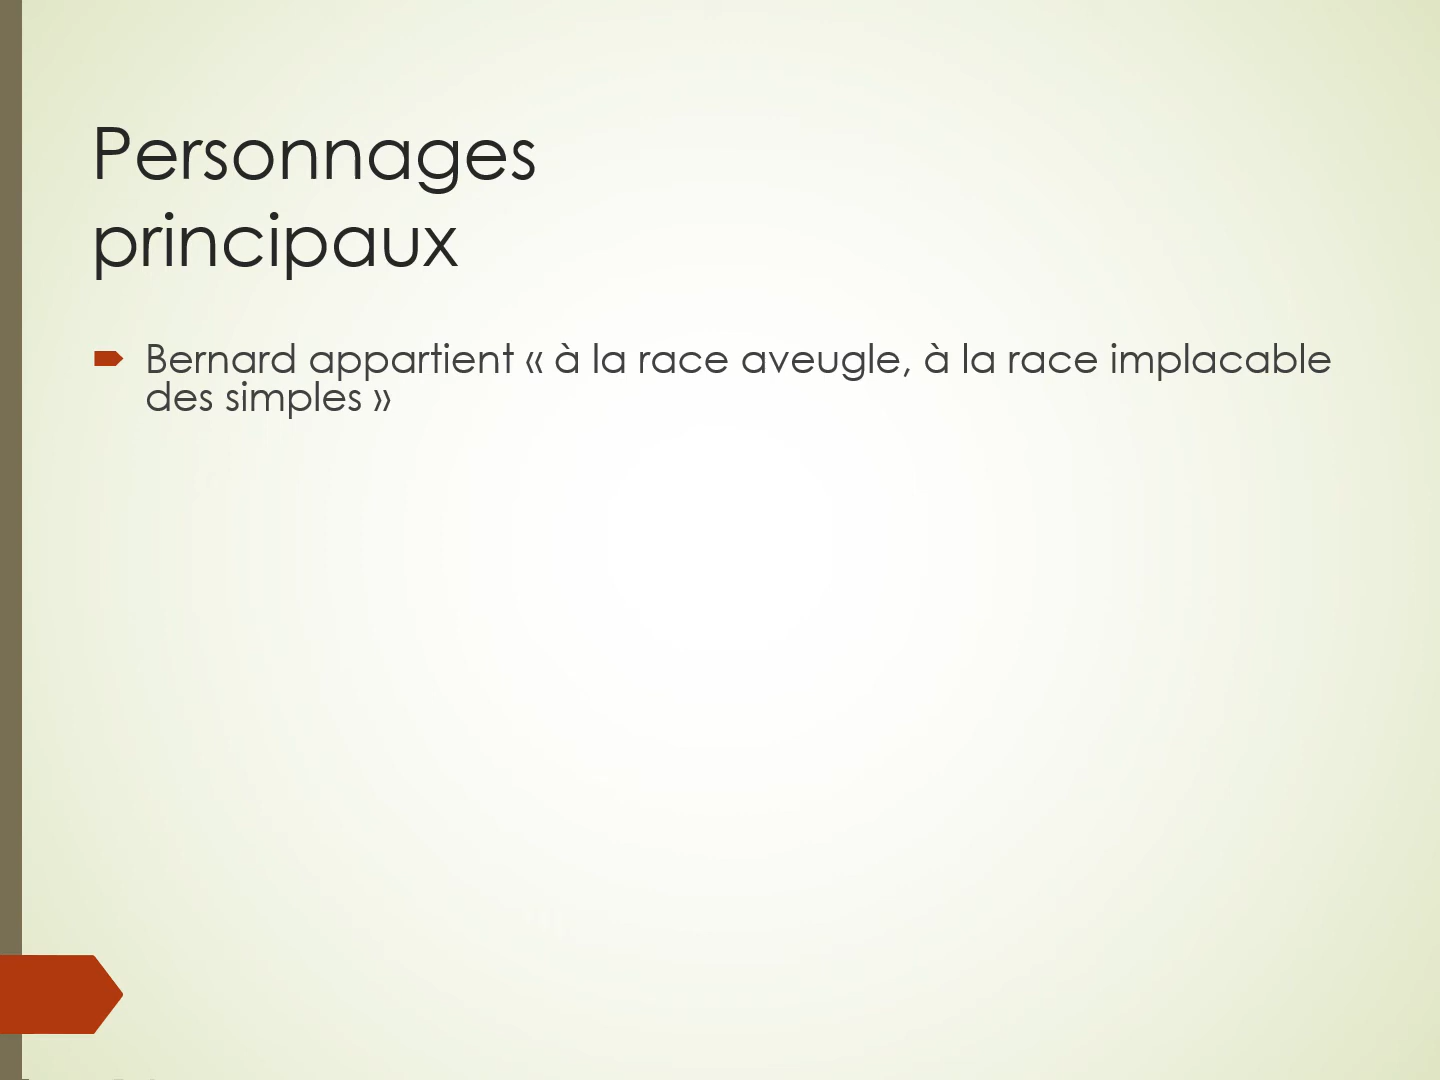 Personnages
principaux
Bernard appartient « à la race aveugle, à la race implacable
des simples »